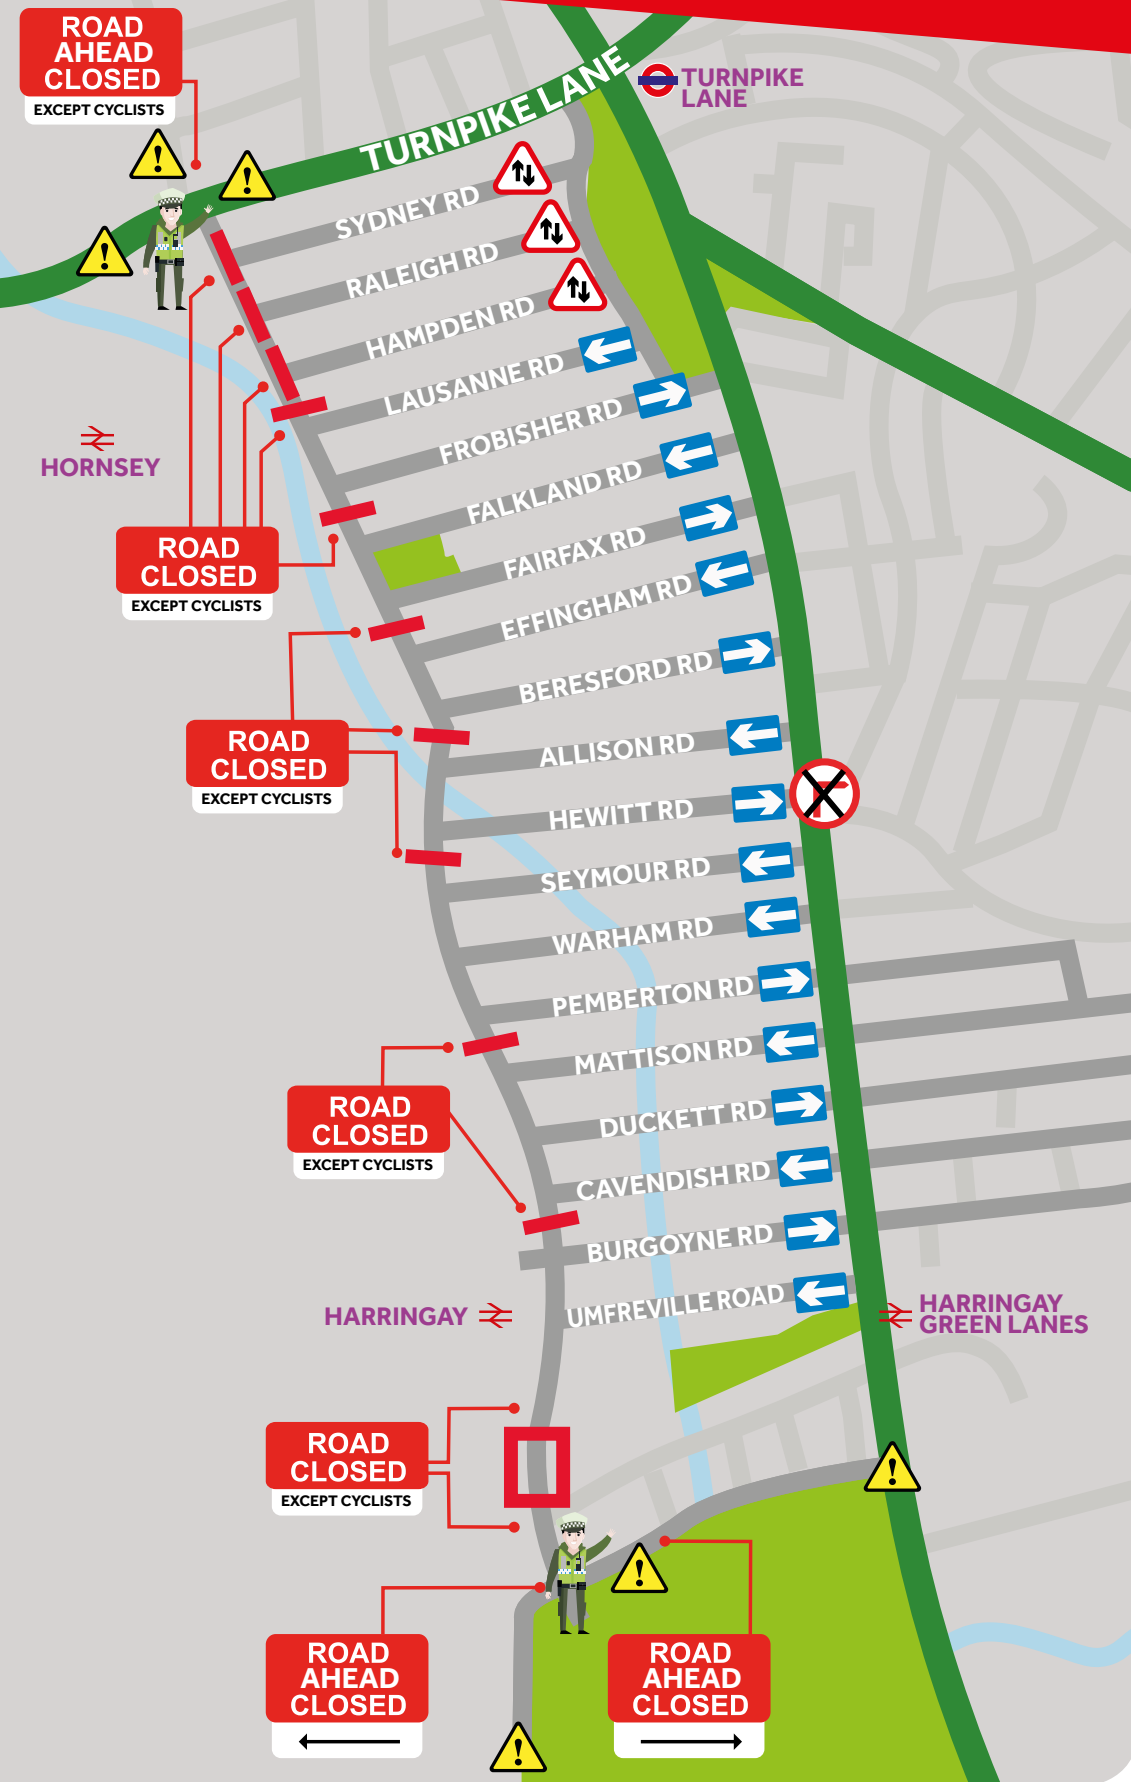 ROAD
AHEAD
CLOSED
EXCEPT CYCLISTS
TURNPIKE LANE
TURNPIKE
LANE
SYDNEY RD
RALEIGH RD
HAMPDEN RD
LAUSANNE RD
FROBISHER RD
HORNSEY
FALKLAND RD
ROAD
CLOSED
EXCEPT CYCLISTS
FAIRFAX RD
EFFINGHAM RD
BERESFORD RD
ROAD
CLOSED
EXCEPT CYCLISTS
ALLISON RD
HEWITT RD
SEYMOUR RD
WARHAM RD
PEMBERTON RD
MATTISON RD
ROAD
CLOSED
EXCEPT CYCLISTS
DUCKETT RD
CAVENDISH RD
BURGOYNE RD
UMFREVILLE ROAD
HARRINGAY
HARRINGAY
GREEN LANES
ROAD
CLOSED
EXCEPT CYCLISTS
ROAD
AHEAD
CLOSED
ROAD
AHEAD
CLOSED